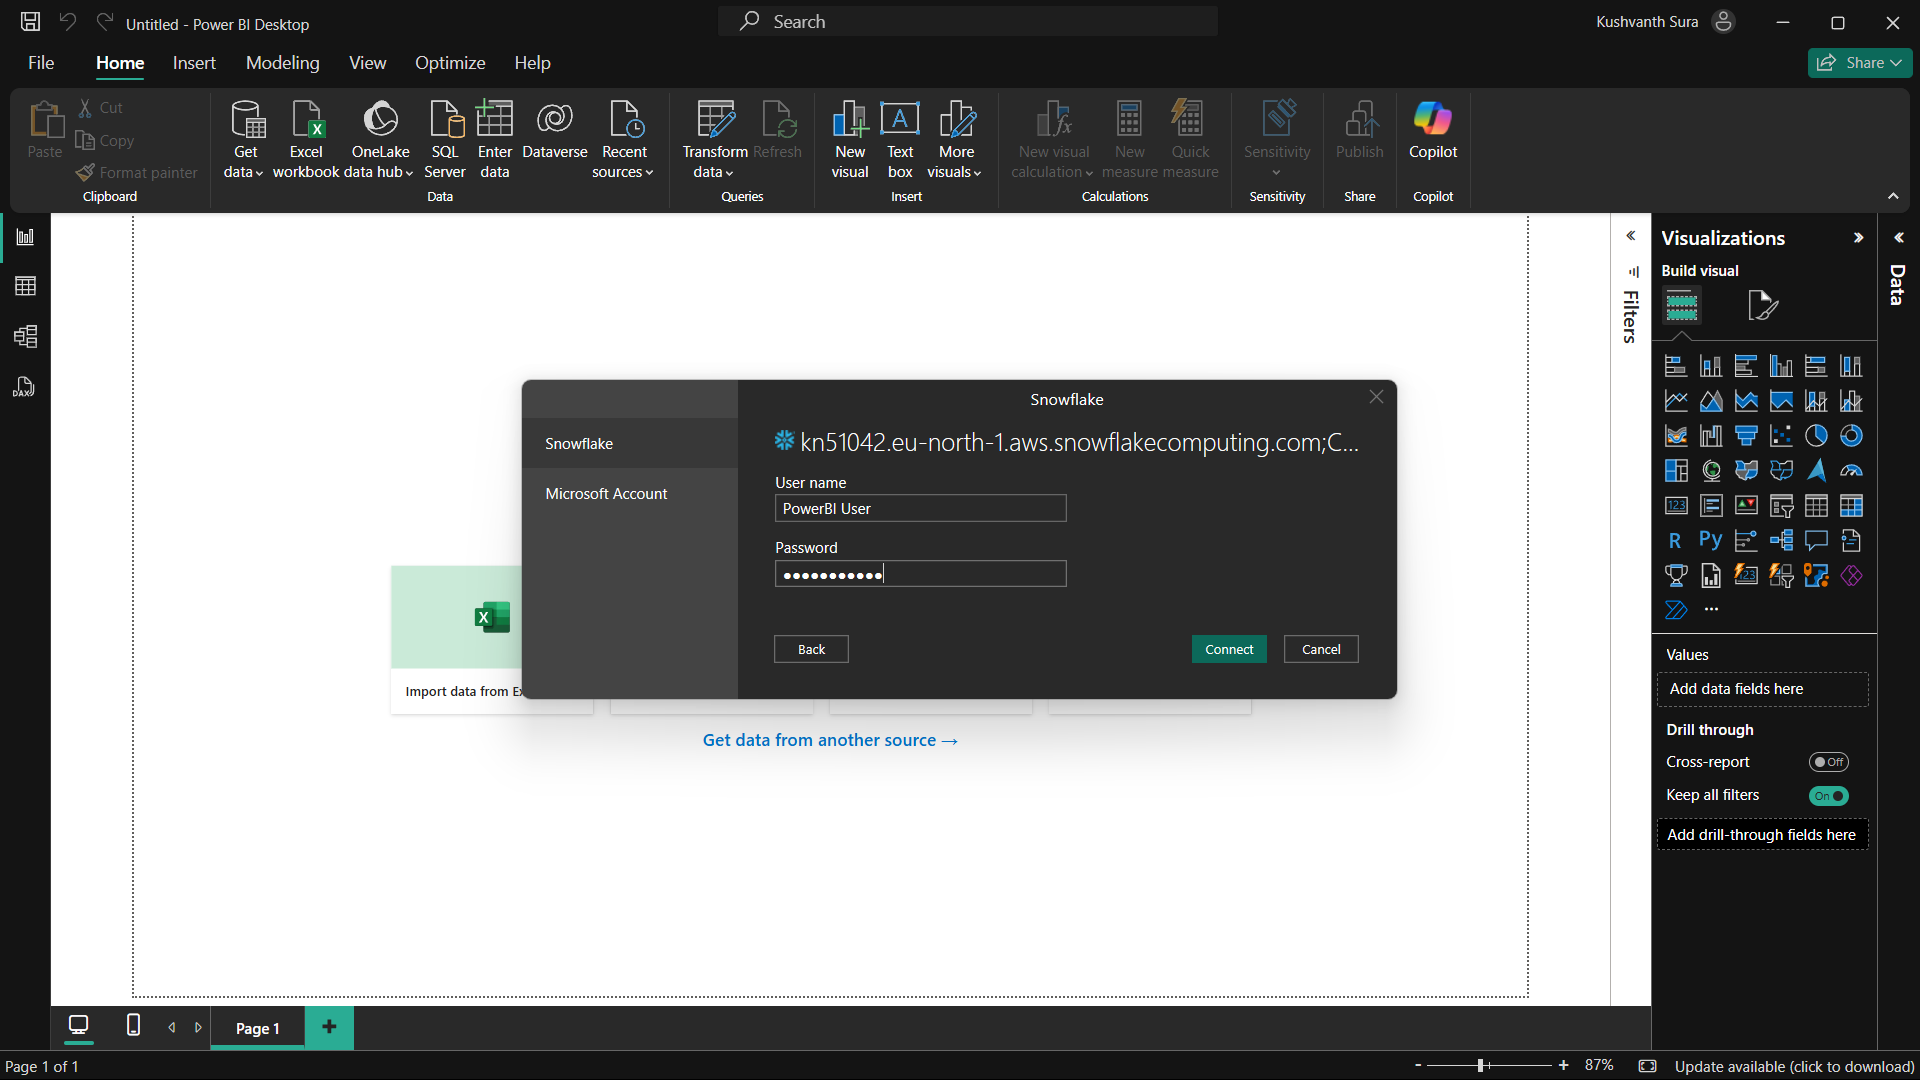 Untitled - Power BI Desktop
Search
Kushvanth Sura
File
Home
Insert
Modeling
View
Optimize
Help
Share
Paste
Cut
Copy
Format painter
Clipboard
Get data
Excel workbook
OneLake data hub
SQL Server
Enter data
Dataverse
Recent sources
Data
Transform data
Refresh
Queries
New visual
Text box
More visuals
Insert
New visual calculation
New measure
Quick measure
Calculations
Sensitivity
Sensitivity
Publish
Share
Copilot
Copilot
DAX
Filters
Visualizations
Build visual
Data
Snowflake
Microsoft Account
Snowflake
kn51042.eu-north-1.aws.snowflakecomputing.com;C...
User name
PowerBI User
Password
●●●●●●●●●●●
Back
Connect
Cancel
Import data from Ex
Get data from another source →
123
R
Py
123
...
Values
Add data fields here
Drill through
Cross-report
Off
Keep all filters
On
Add drill-through fields here
Page 1
+
Page 1 of 1
-
+
87%
Update available (click to download)